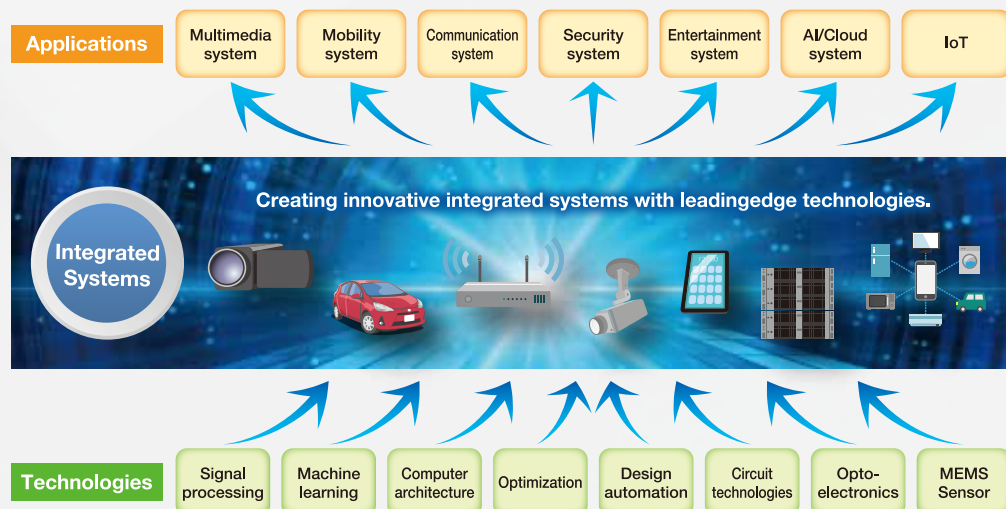 Applications
Multimedia
system
Mobility
system
Communication
system
Security
system
Entertainment
system
AI/Cloud
system
IoT
Creating innovative integrated systems with leadingedge technologies.
Integrated
Systems
Technologies
Signal
processing
Machine
learning
Computer
architecture
Optimization
Design
automation
Circuit
technologies
Opto-
electronics
MEMS
Sensor